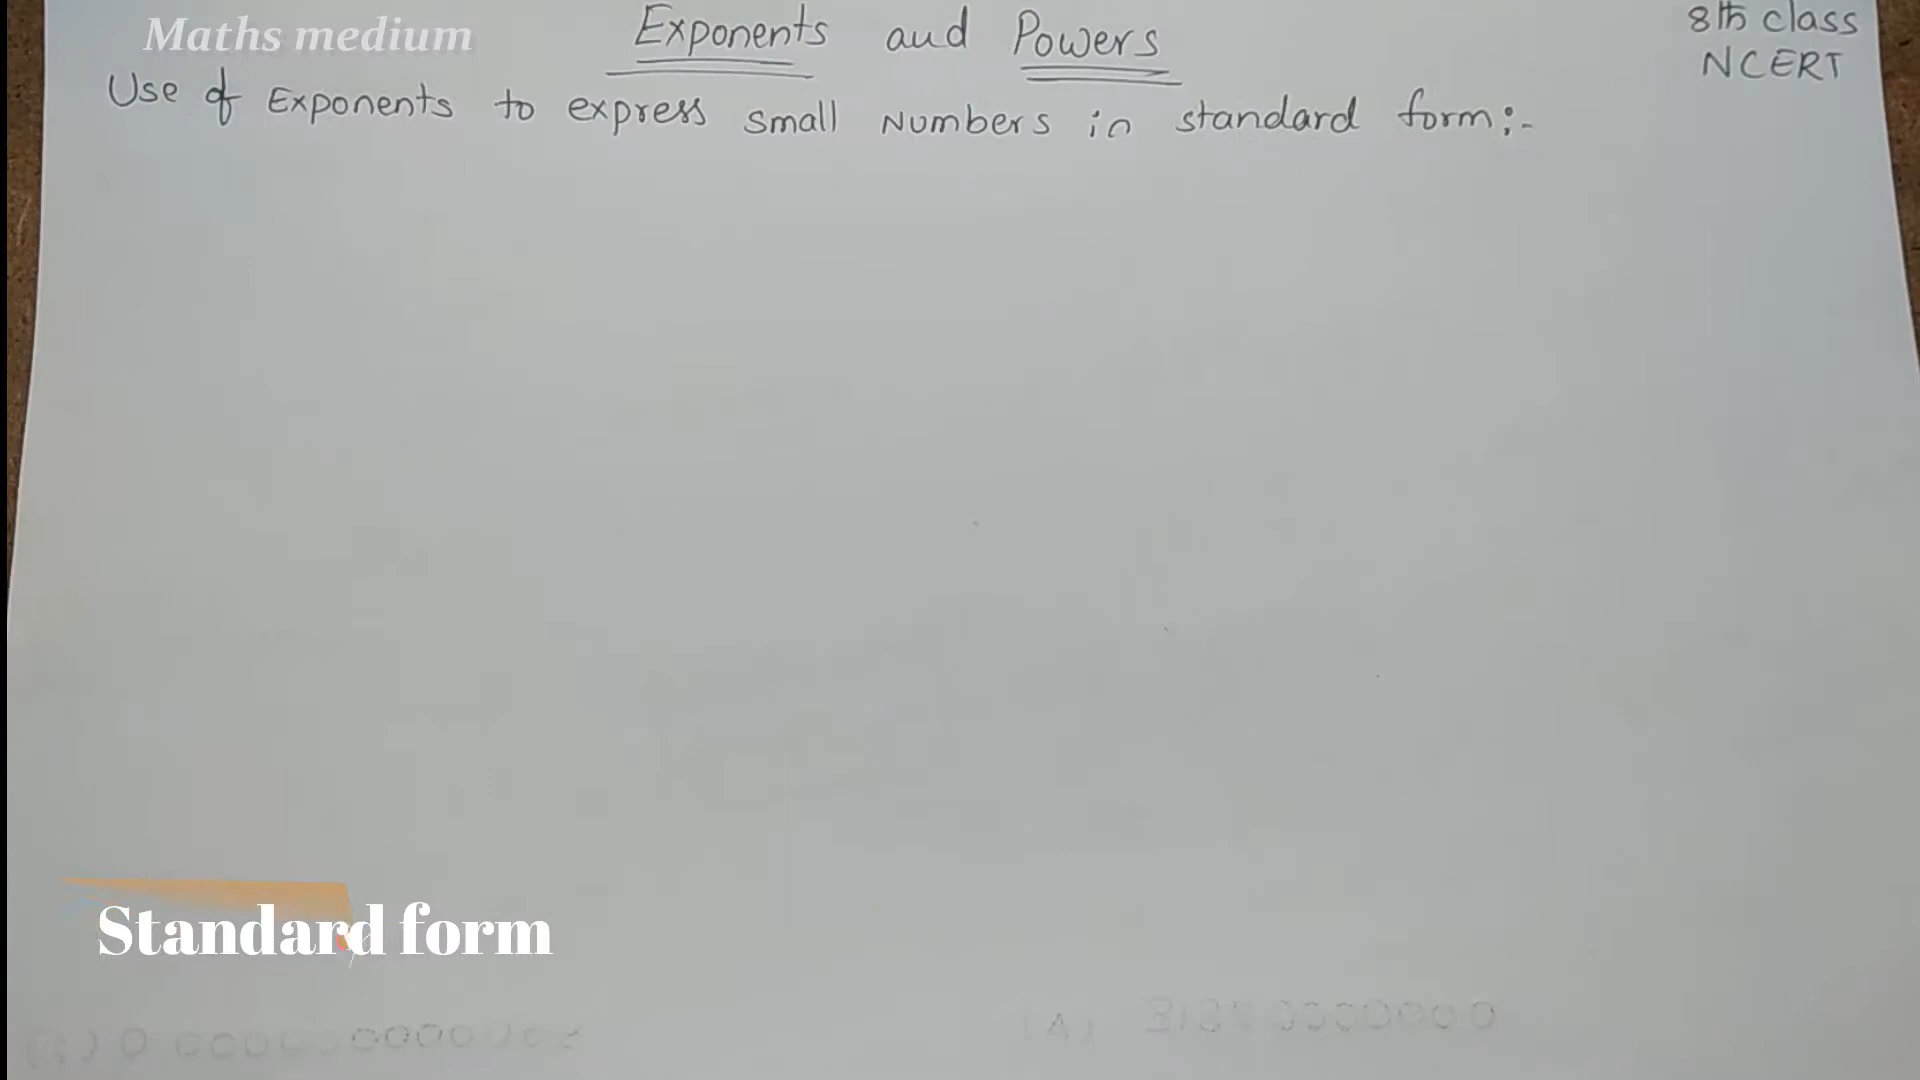 Maths medium
Exponents and Powers
8th class
NCERT
Use of Exponents to express small Numbers in standard form:-
Standard form